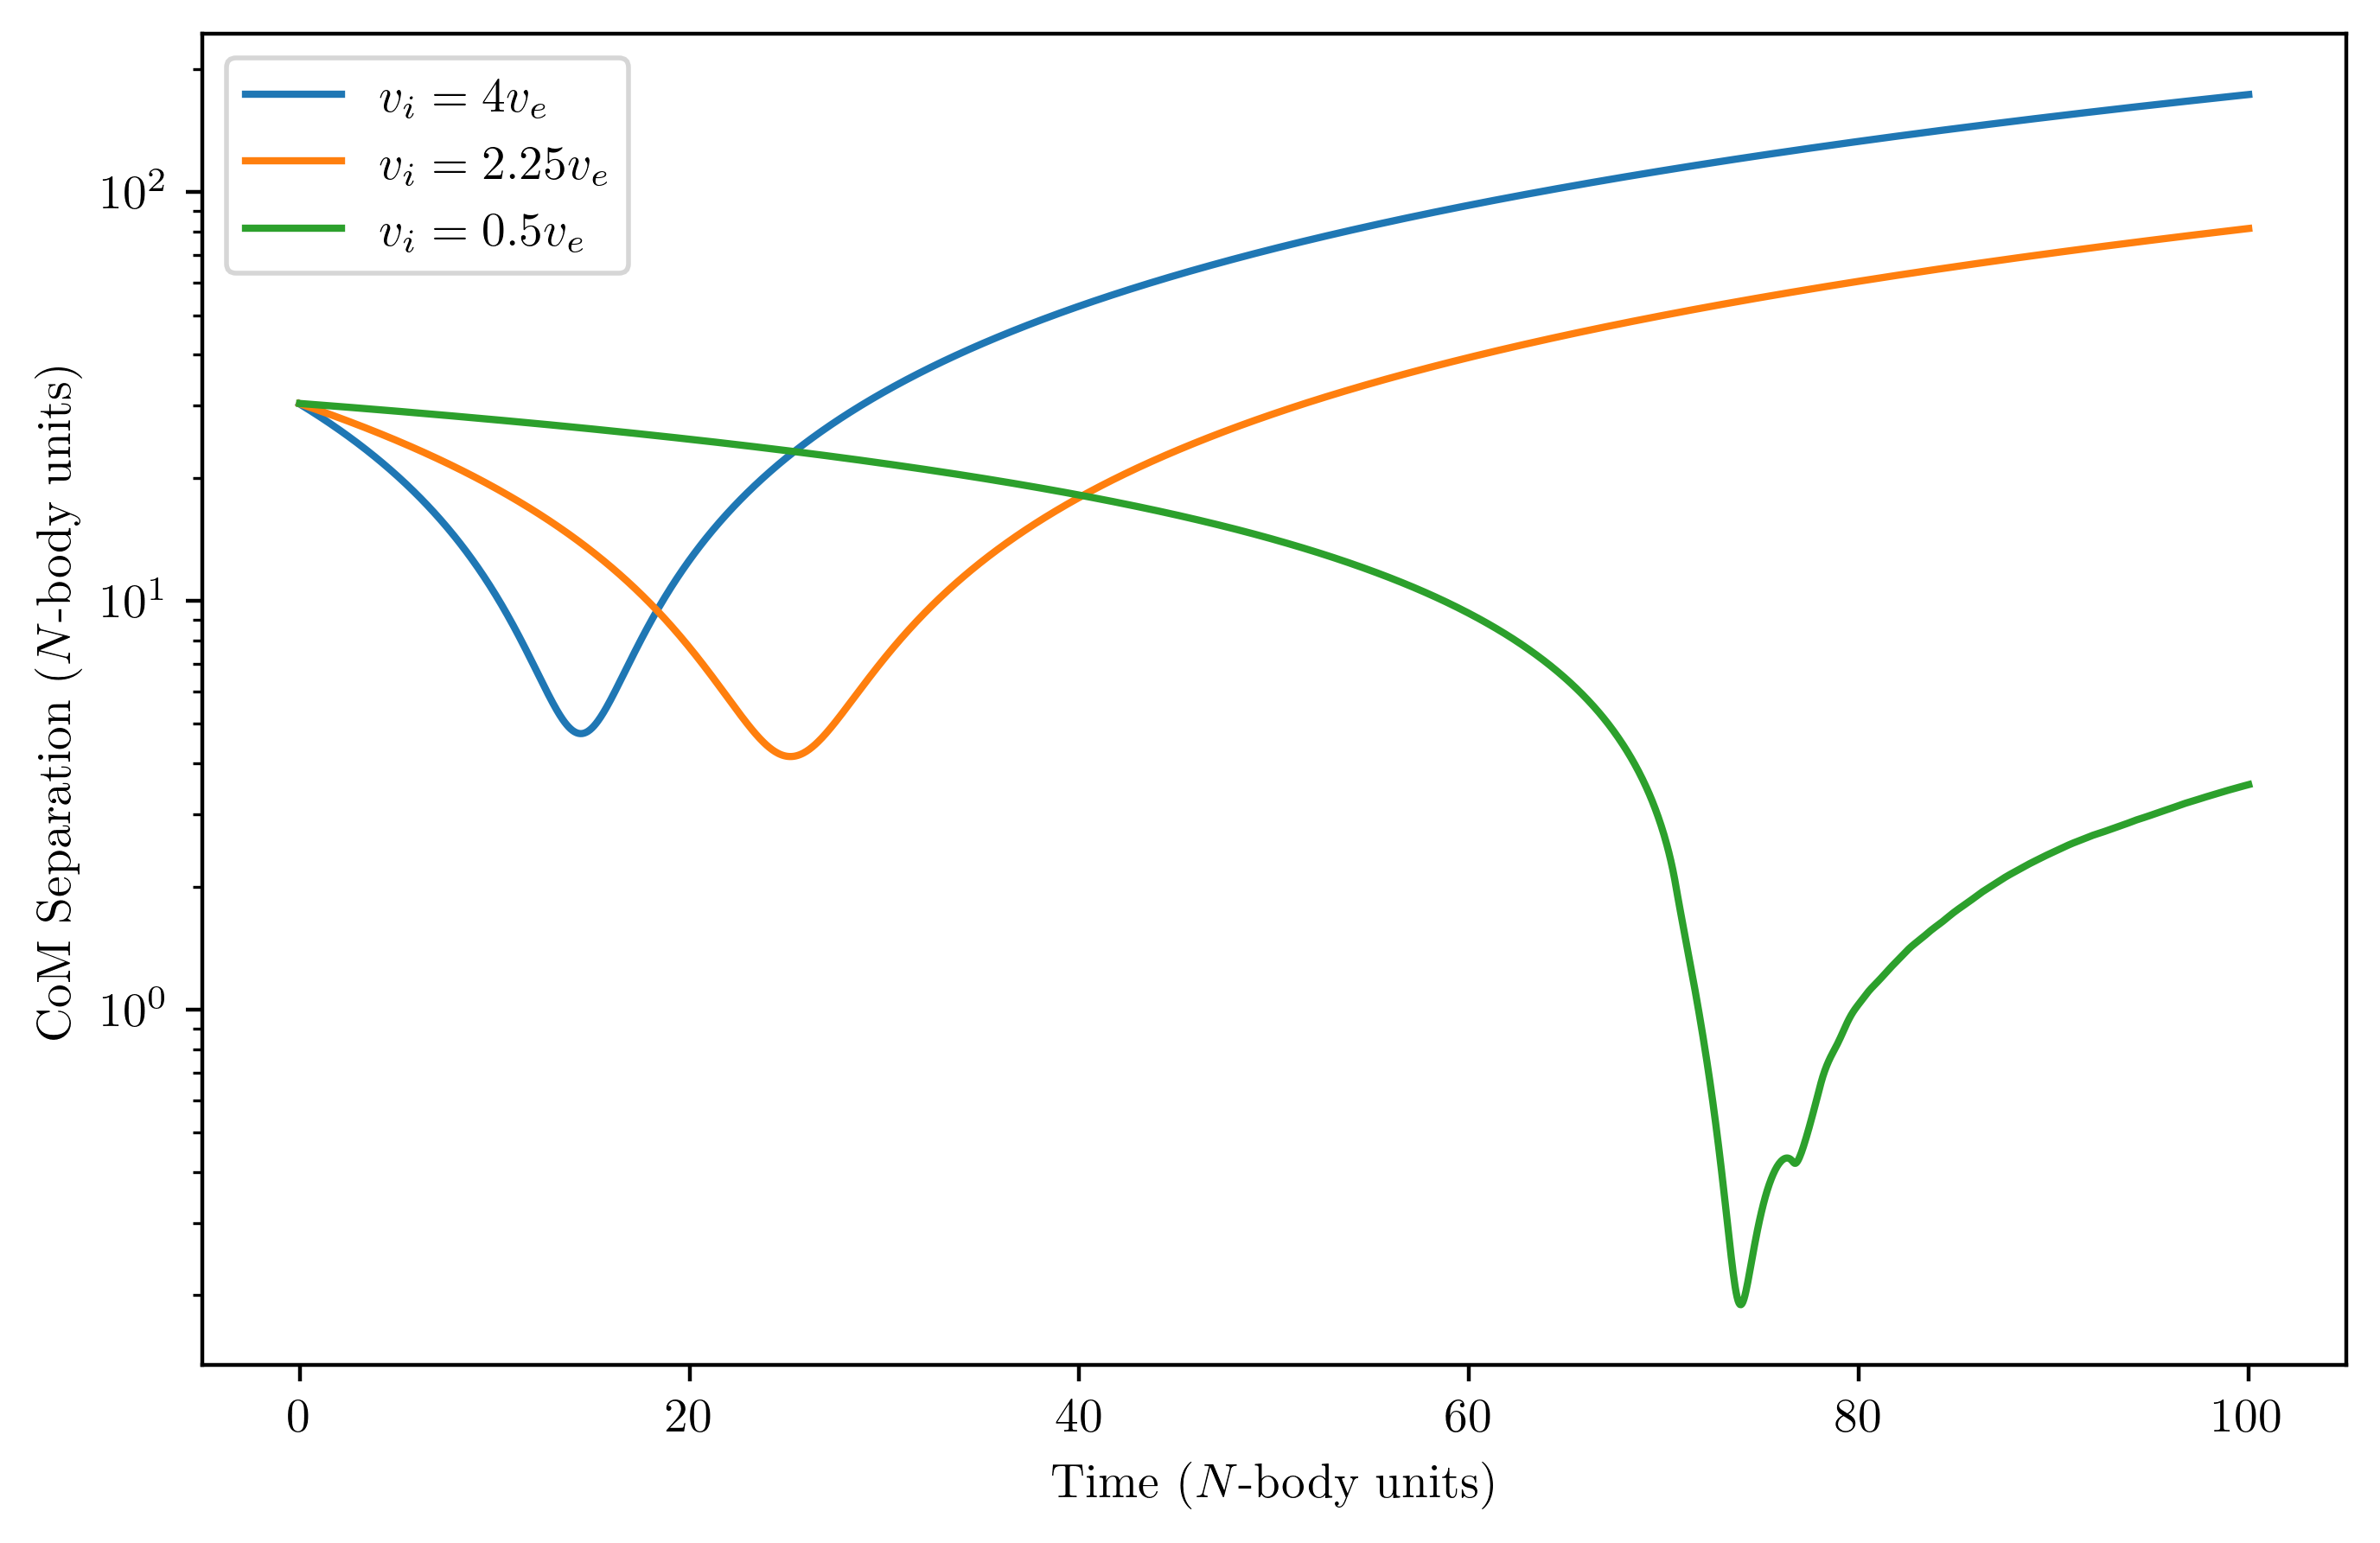 v_i = 4v_e
v_i = 2.25v_e
v_i = 0.5v_e
10^2
10^1
10^0
CoM Separation (N-body units)
0 20 40 60 80 100
Time (N-body units)